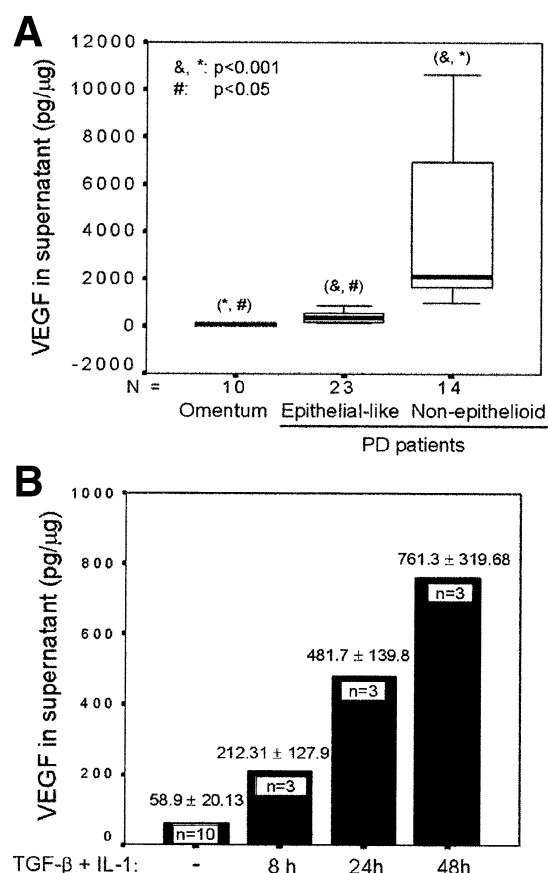 A
VEGF in supernatant (pg/µg)
12000
10000
8000
6000
4000
2000
0
-2000
&, *: p<0.001
#: p<0.05
(*, #)
(&, #)
(&, *)
N = 10 23 14
Omentum Epithelial-like Non-epithelioid
PD patients
B
VEGF in supernatant (pg/µg)
1000
800
600
400
200
0
58.9 ± 20.13
n=10
212.31 ± 127.9
n=3
481.7 ± 139.8
n=3
761.3 ± 319.68
n=3
TGF-β + IL-1: - 8 h 24h 48h